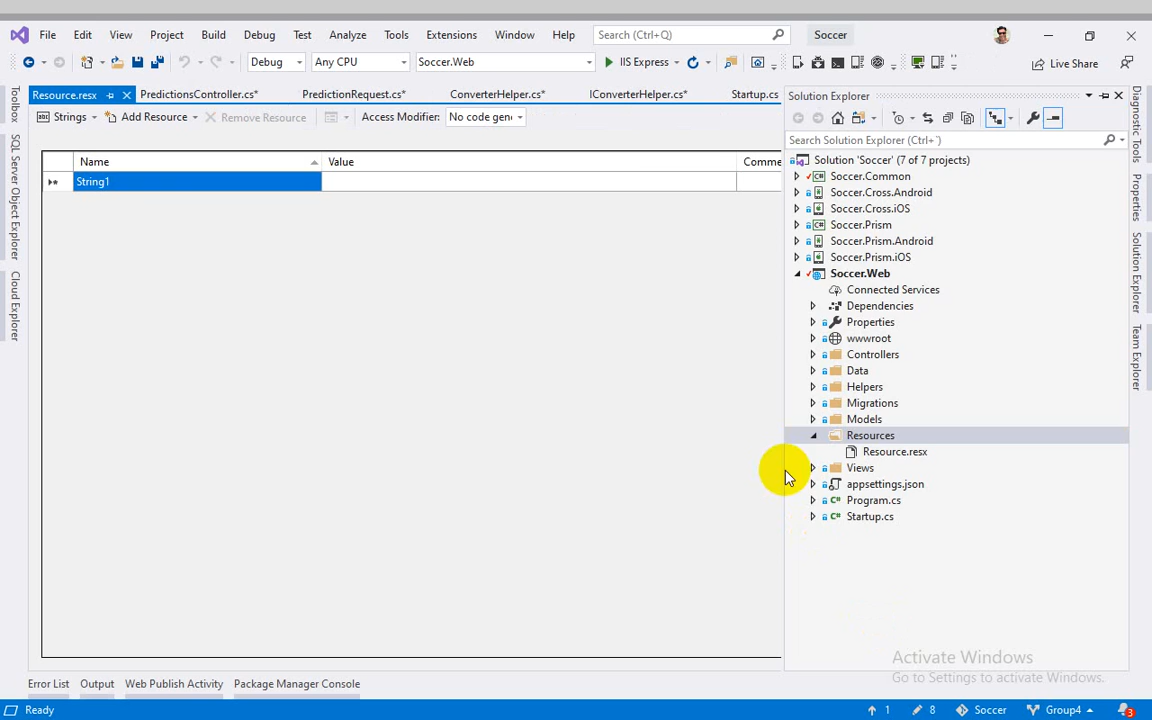 File Edit View Project Build Debug Test Analyze Tools Extensions Window Help Search (Ctrl+Q) Soccer
Debug Any CPU Soccer.Web IIS Express Live Share
Resource.resx PredictionsController.cs* PredictionRequest.cs* ConverterHelper.cs* IConverterHelper.cs* Startup.cs
Strings Add Resource Remove Resource Access Modifier: No code gen
Name Value Comme
String1
Toolbox
SQL Server Object Explorer
Cloud Explorer
Solution Explorer
Search Solution Explorer (Ctrl+¨)
Solution 'Soccer' (7 of 7 projects)
Soccer.Common
Soccer.Cross.Android
Soccer.Cross.iOS
Soccer.Prism
Soccer.Prism.Android
Soccer.Prism.iOS
Soccer.Web
Connected Services
Dependencies
Properties
wwwroot
Controllers
Data
Helpers
Migrations
Models
Resources
Resource.resx
Views
appsettings.json
Program.cs
Startup.cs
Diagnostic Tools
Properties
Solution Explorer
Team Explorer
Activate Windows
Go to Settings to activate Windows.
Error List Output Web Publish Activity Package Manager Console
Ready 1 8 Soccer Group4 3